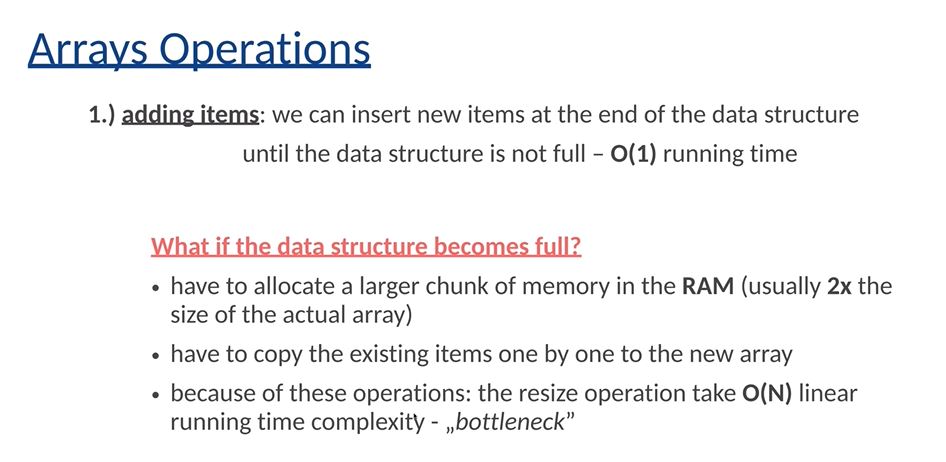 Arrays Operations
1.) adding items: we can insert new items at the end of the data structure
until the data structure is not full – O(1) running time
What if the data structure becomes full?
• have to allocate a larger chunk of memory in the RAM (usually 2x the
size of the actual array)
• have to copy the existing items one by one to the new array
• because of these operations: the resize operation take O(N) linear
running time complexity - „bottleneck”